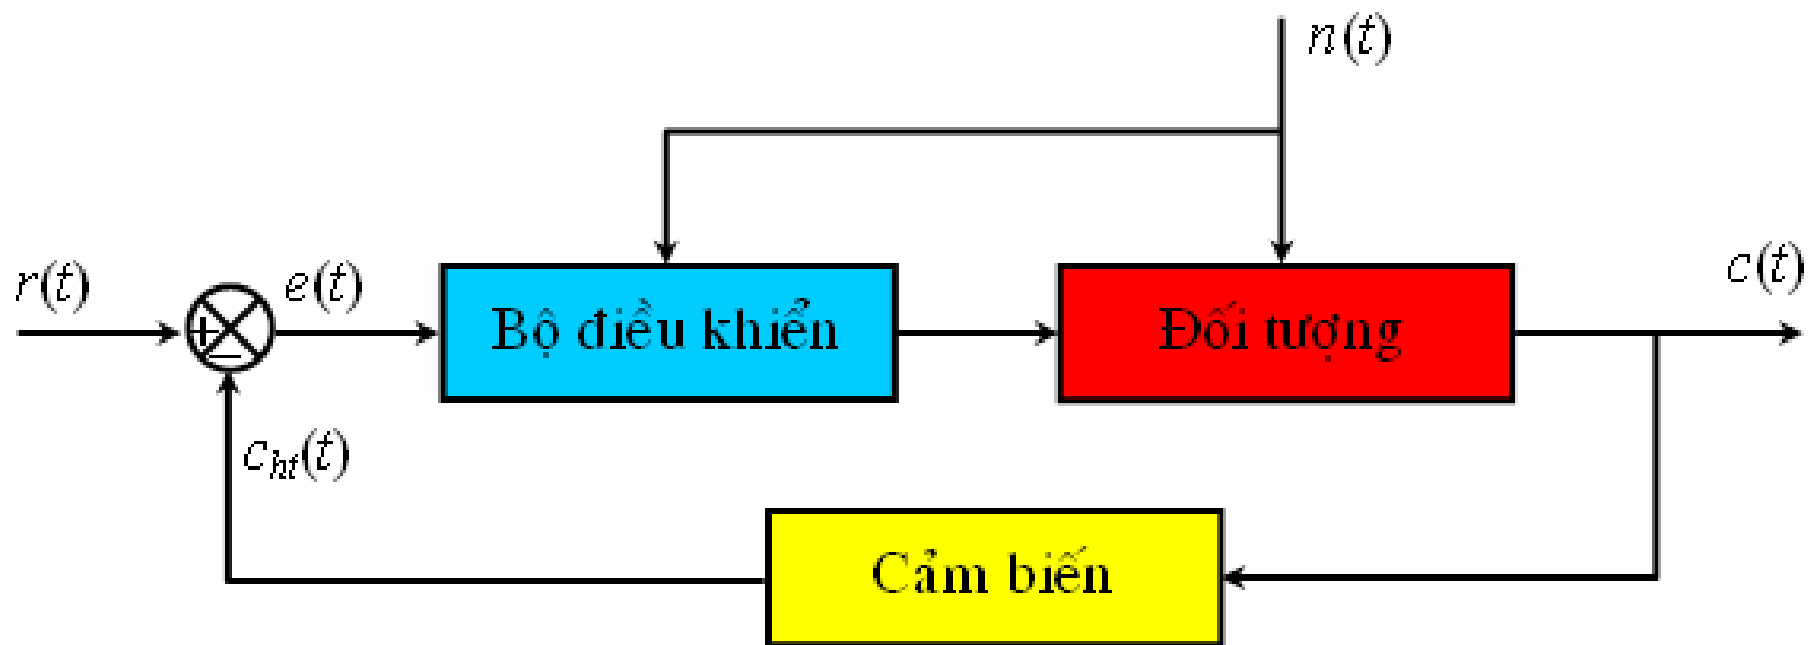 n(t)
r(t)
e(t)
c(t)
+
−
Bộ điều khiển
Đối tượng
c_ht(t)
Cảm biến